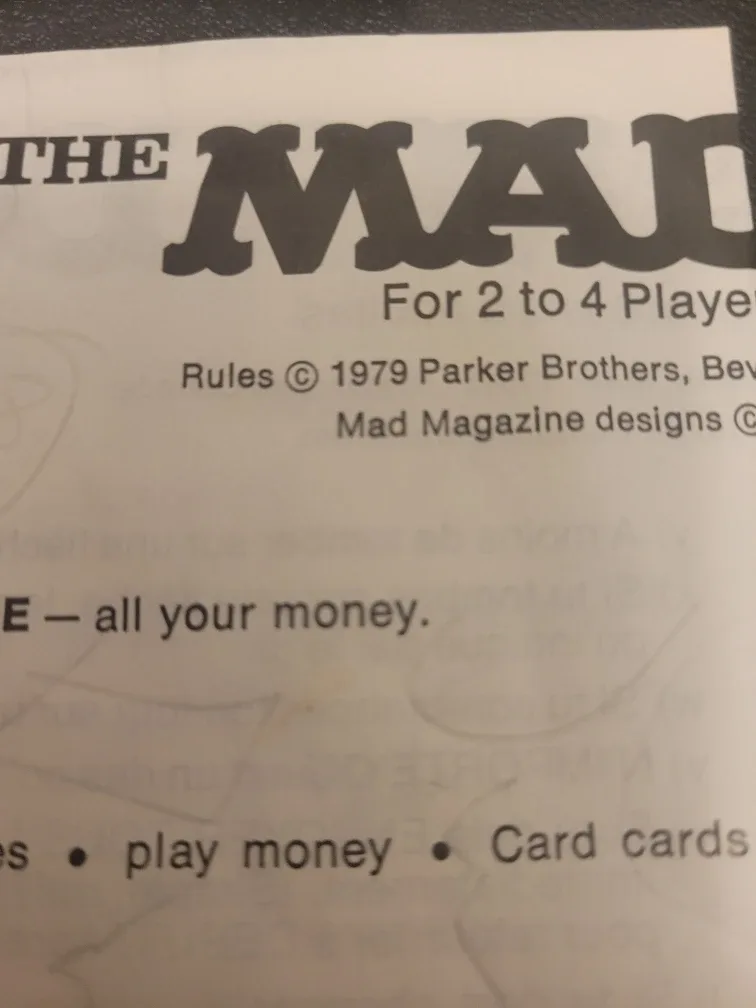 THE MAD
For 2 to 4 Playe
Rules © 1979 Parker Brothers, Bev
Mad Magazine designs ©
E — all your money.
es • play money • Card cards